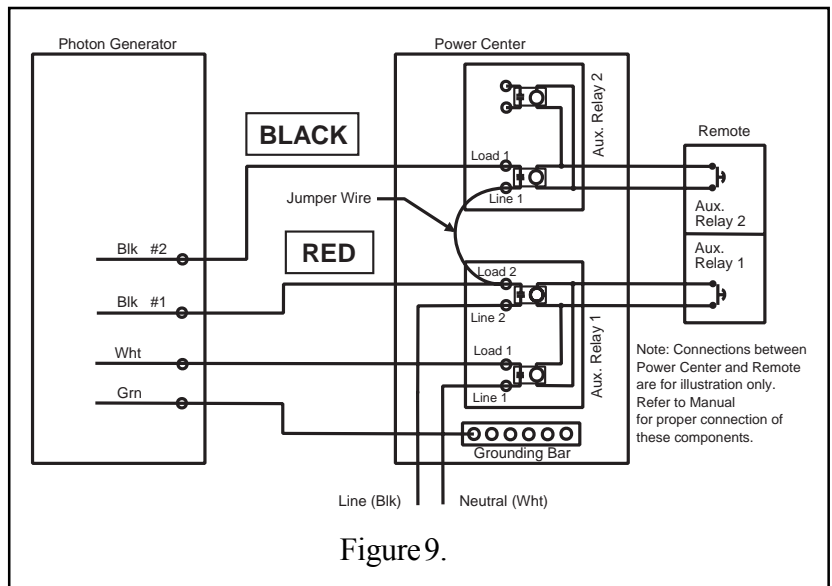 Photon Generator
Power Center
BLACK
Aux. Relay 2
Remote
Load 1
Line 1
Jumper Wire
Aux.
Relay 2
Blk #2
RED
Load 2
Aux.
Relay 1
Blk #1
Line 2
Wht
Load 1
Aux. Relay 1
Line 1
Grn
Grounding Bar
Note: Connections between
Power Center and Remote
are for illustration only.
Refer to Manual
for proper connection of
these components.
Line (Blk)
Neutral (Wht)
Figure 9.